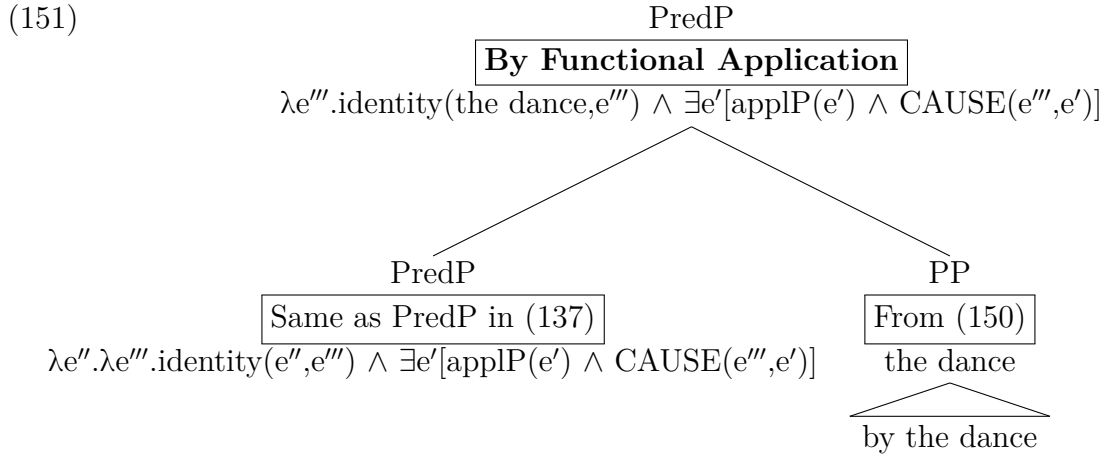 (151)
PredP
By Functional Application
λe‴.identity(the dance,e‴) ∧ ∃e′[applP(e′) ∧ CAUSE(e‴,e′)]
PredP
Same as PredP in (137)
λe″.λe‴.identity(e″,e‴) ∧ ∃e′[applP(e′) ∧ CAUSE(e‴,e′)]
PP
From (150)
the dance
by the dance